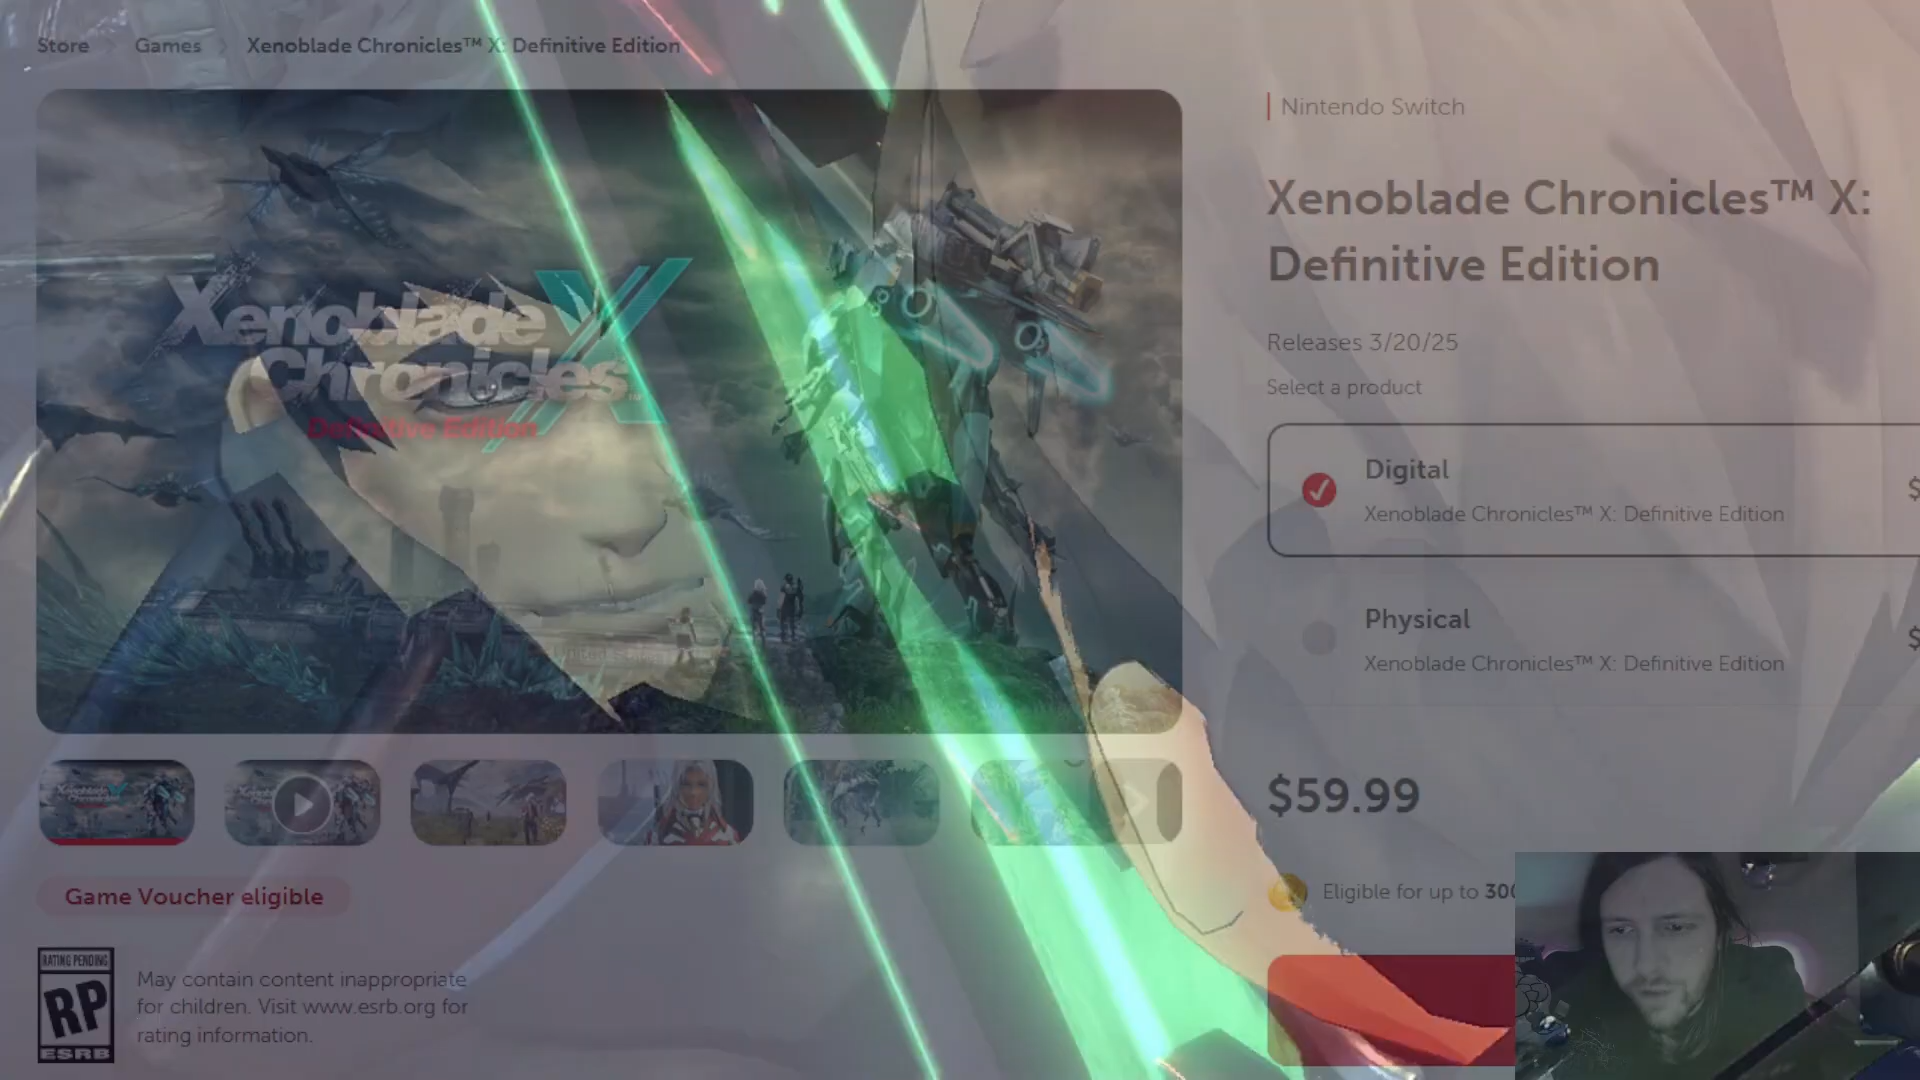 Store > Games > Xenoblade Chronicles™ X: Definitive Edition
Xenoblade
Chronicles™
X
Definitive Edition
Nintendo Switch
Xenoblade Chronicles™ X:
Definitive Edition
Releases 3/20/25
Select a product
Digital
$
Xenoblade Chronicles™ X: Definitive Edition
Physical
$
Xenoblade Chronicles™ X: Definitive Edition
$59.99
Eligible for up to 300
Game Voucher eligible
RATING PENDING
RP
ESRB
May contain content inappropriate
for children. Visit www.esrb.org for
rating information.